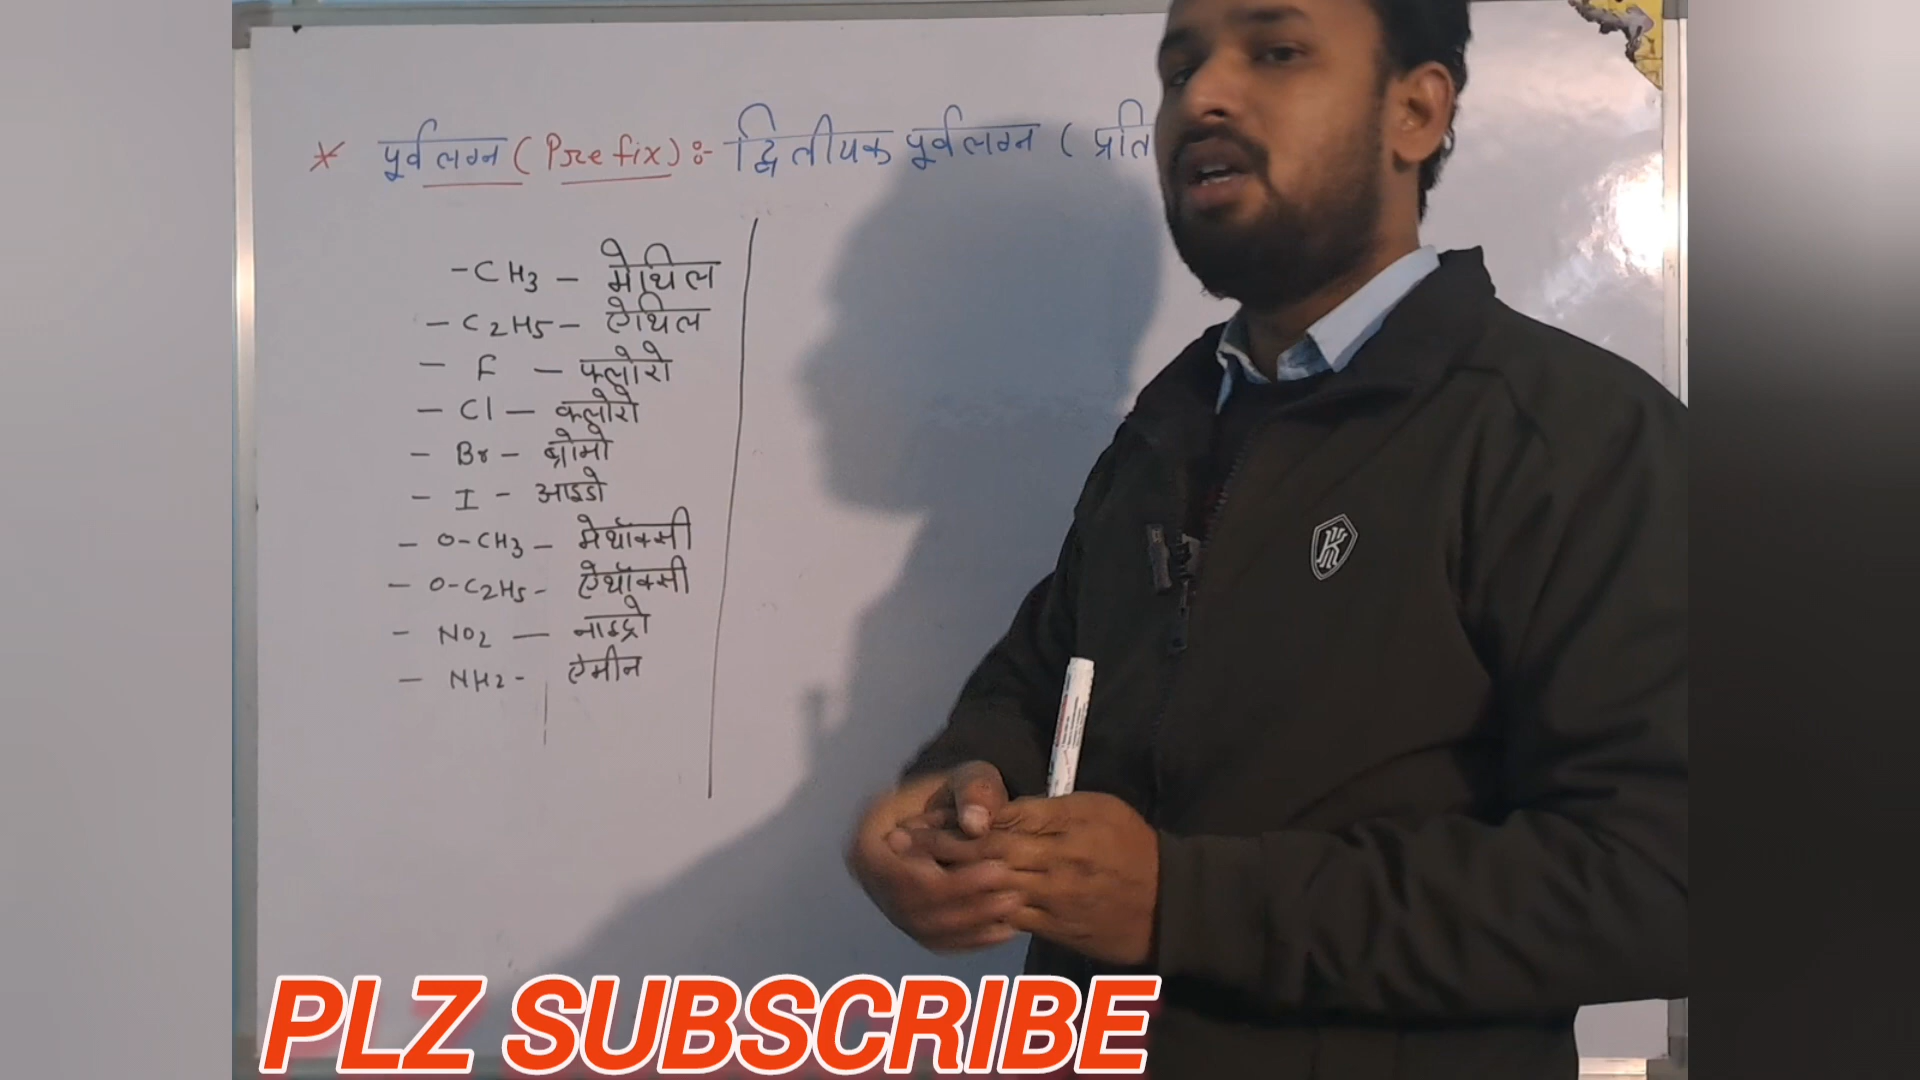 * पूर्वलग्न (Prefix) :- द्वितीयक पूर्वलग्न ( प्रति
-CH3 - मेथिल
- C2H5 - ऐथिल
- F - फ्लोरो
- Cl - क्लोरो
- Br - ब्रोमो
- I - आइडो
- O-CH3 - मेथॉक्सी
- O-C2H5 - ऐथॉक्सी
- NO2 - नाइट्रो
- NH2 - ऐमीन
K
PLZ SUBSCRIBE